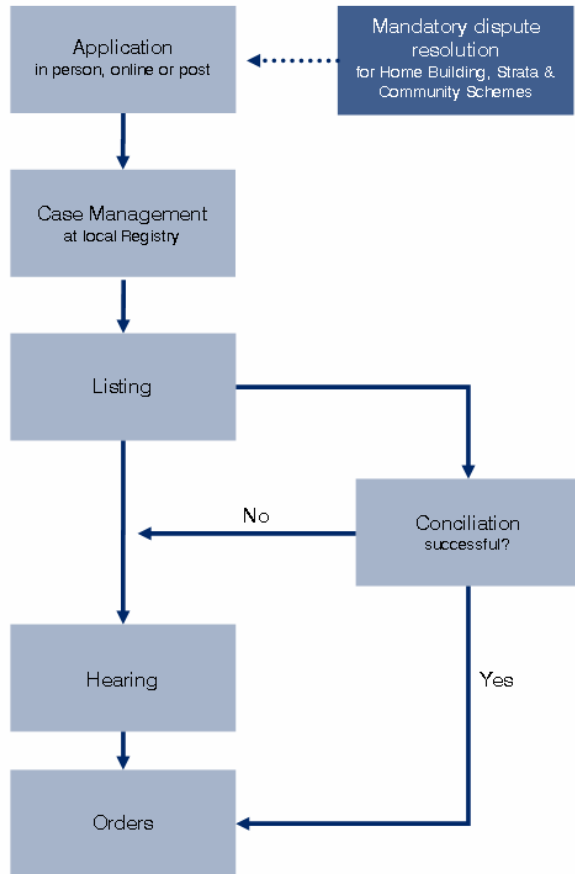 Application
in person, online or post
Mandatory dispute
resolution
for Home Building, Strata &
Community Schemes
Case Management
at local Registry
Listing
No
Conciliation
successful?
Hearing
Yes
Orders